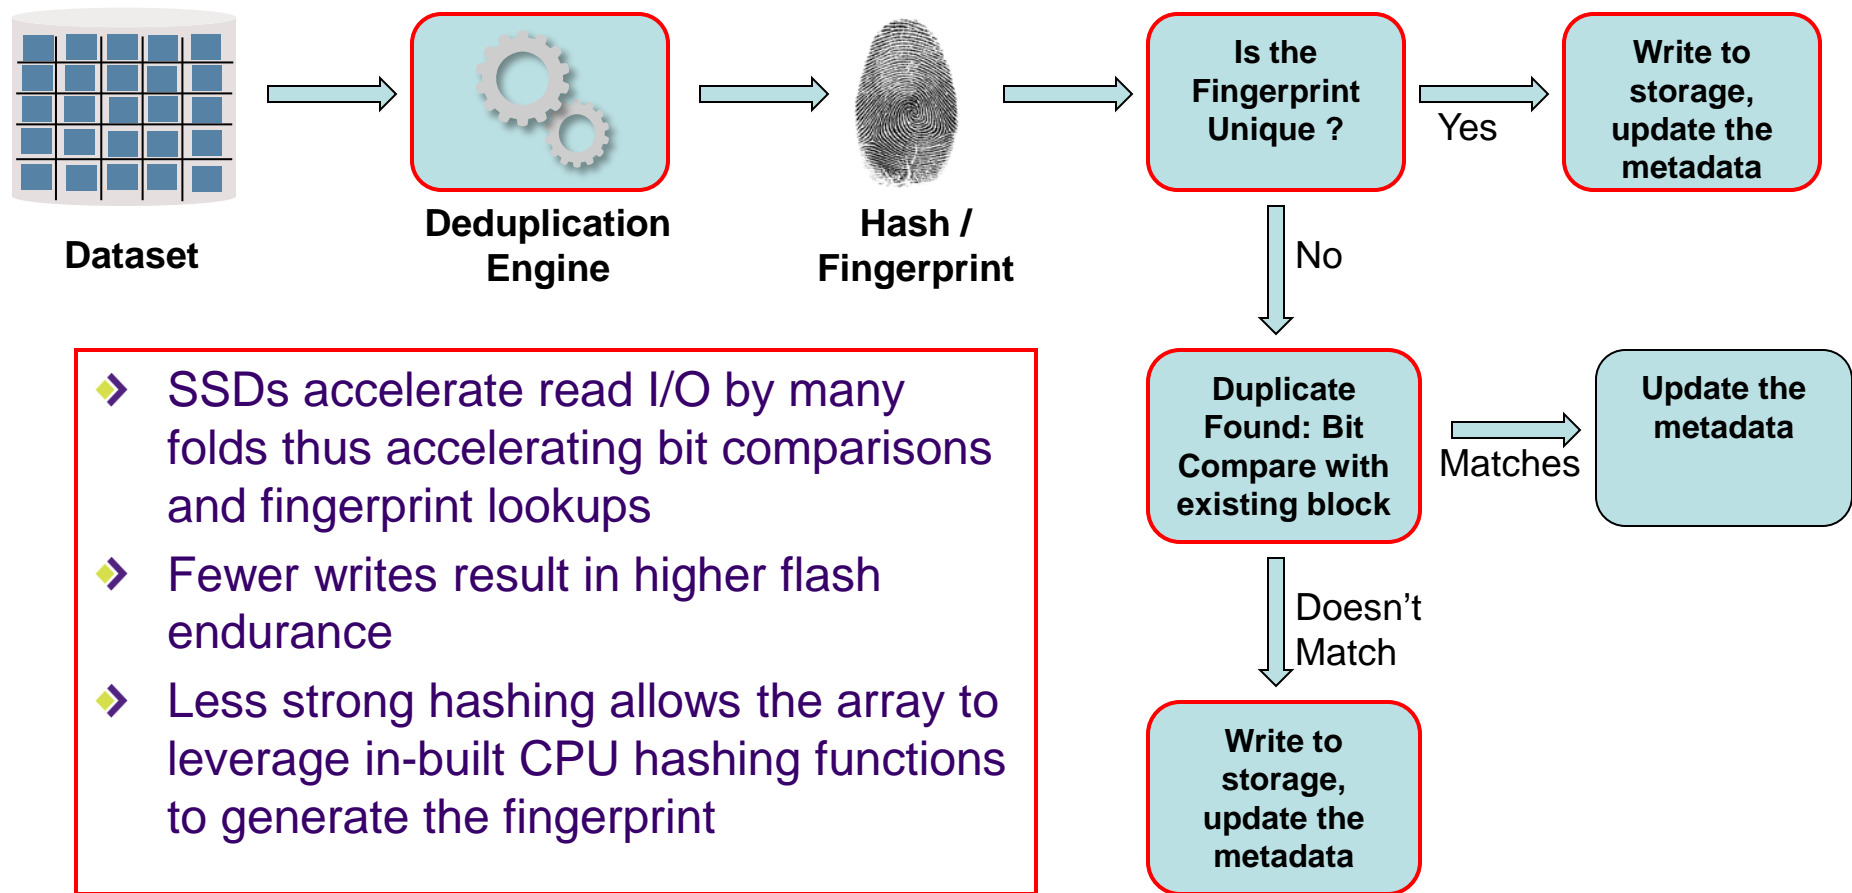 Dataset
Deduplication
Engine
Hash /
Fingerprint
Is the
Fingerprint
Unique ?
Yes
Write to
storage,
update the
metadata
No
Duplicate
Found: Bit
Compare with
existing block
Matches
Update the
metadata
Doesn’t
Match
Write to
storage,
update the
metadata
SSDs accelerate read I/O by many
folds thus accelerating bit comparisons
and fingerprint lookups
Fewer writes result in higher flash
endurance
Less strong hashing allows the array to
leverage in-built CPU hashing functions
to generate the fingerprint